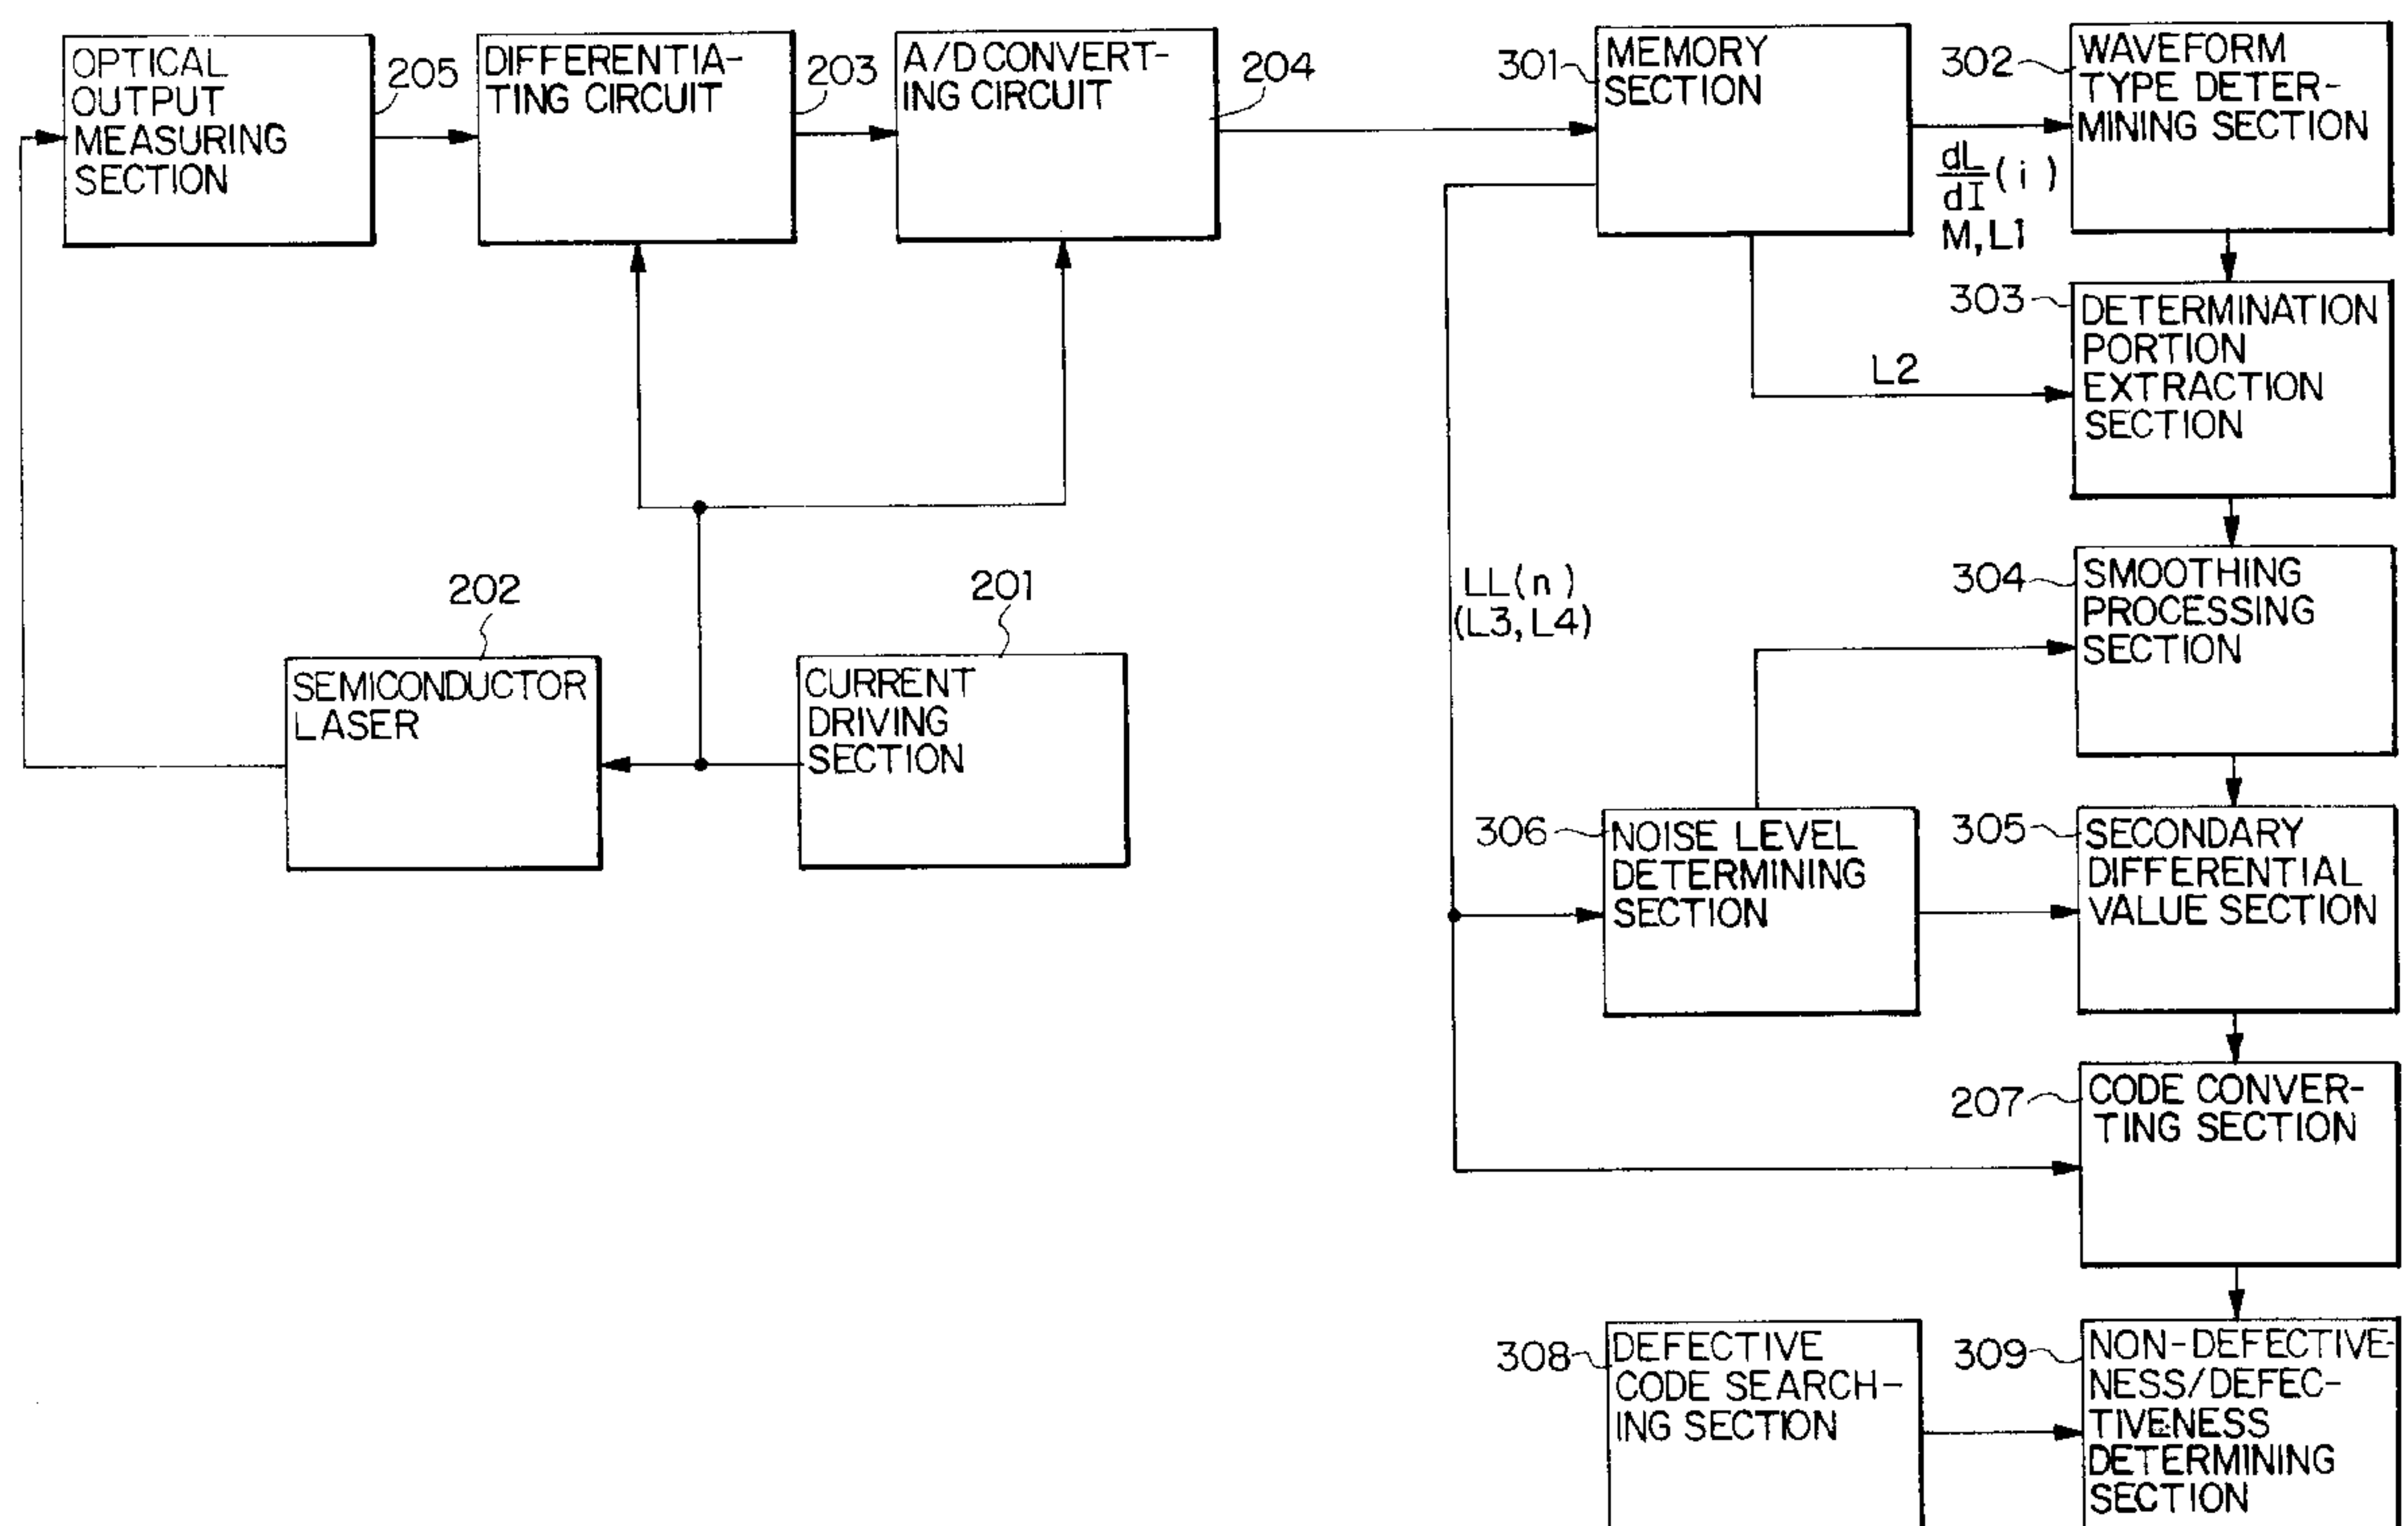 OPTICAL
OUTPUT
MEASURING
SECTION
205
DIFFERENTIA-
TING CIRCUIT
203
A/D CONVERT-
ING CIRCUIT
204
301
MEMORY
SECTION
302
WAVEFORM
TYPE DETER-
MINING SECTION
dL
dI (i)
M, L1
303
DETERMINATION
PORTION
EXTRACTION
SECTION
L2
LL(n)
(L3, L4)
304
SMOOTHING
PROCESSING
SECTION
202
SEMICONDUCTOR
LASER
201
CURRENT
DRIVING
SECTION
306
NOISE LEVEL
DETERMINING
SECTION
305
SECONDARY
DIFFERENTIAL
VALUE SECTION
207
CODE CONVER-
TING SECTION
308
DEFECTIVE
CODE SEARCH-
ING SECTION
309
NON-DEFECTIVE-
NESS/DEFEC-
TIVENESS
DETERMINING
SECTION